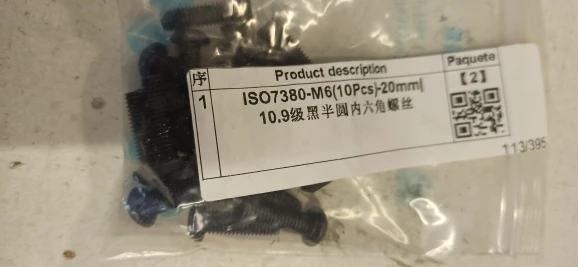 序
Product description
Paquete
1
ISO7380-M6(10Pcs)-20mm|
10.9级黑半圆内六角螺丝
【2】
113/395